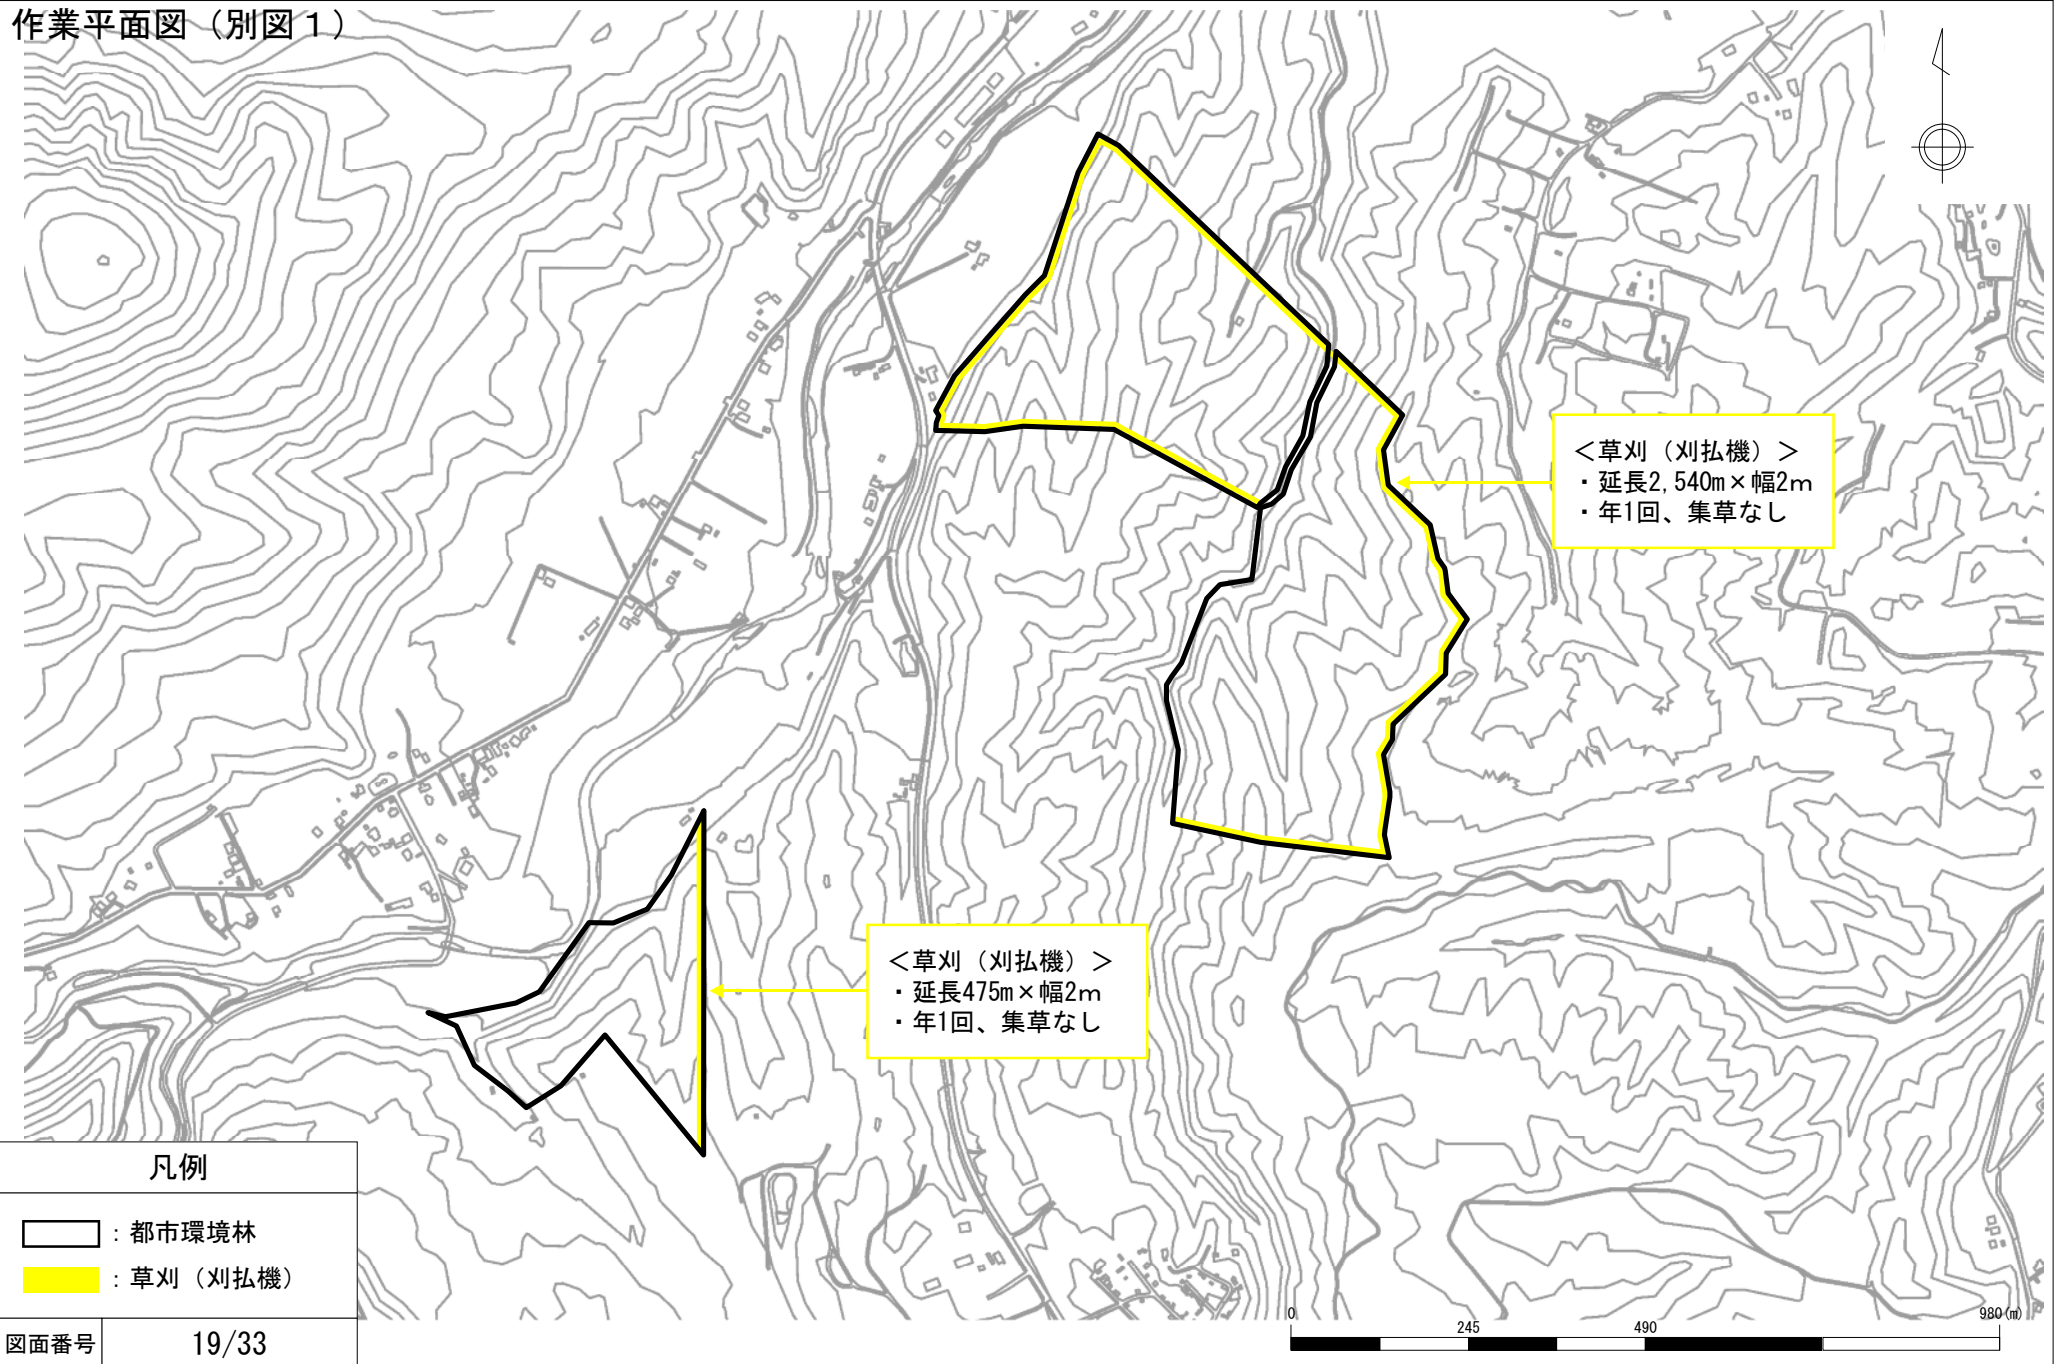 作業平面図（別図１）
＜草刈（刈払機）＞
・延長2,540m×幅2ｍ
・年1回、集草なし
＜草刈（刈払機）＞
・延長475m×幅2ｍ
・年1回、集草なし
凡例
：都市環境林
：草刈（刈払機）
図面番号 19/33
0 245 490 980(m)